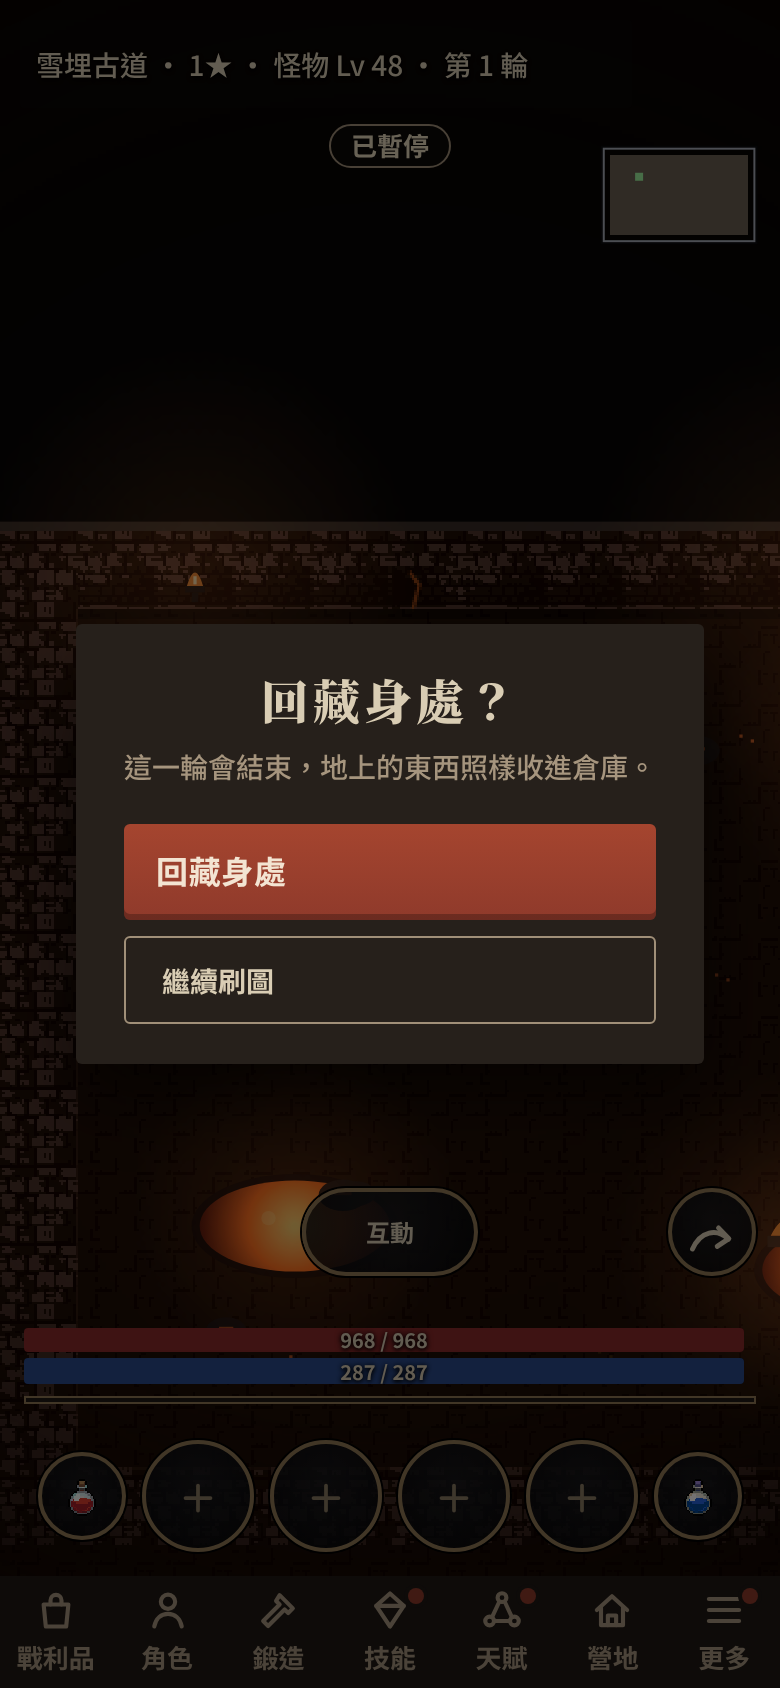 雪埋古道 · 1★ · 怪物 Lv 48 · 第 1 輪
已暫停
回藏身處？
這一輪會結束，地上的東西照樣收進倉庫。
回藏身處
繼續刷圖
互動
968 / 968
287 / 287
戰利品 角色 鍛造 技能 天賦 營地 更多